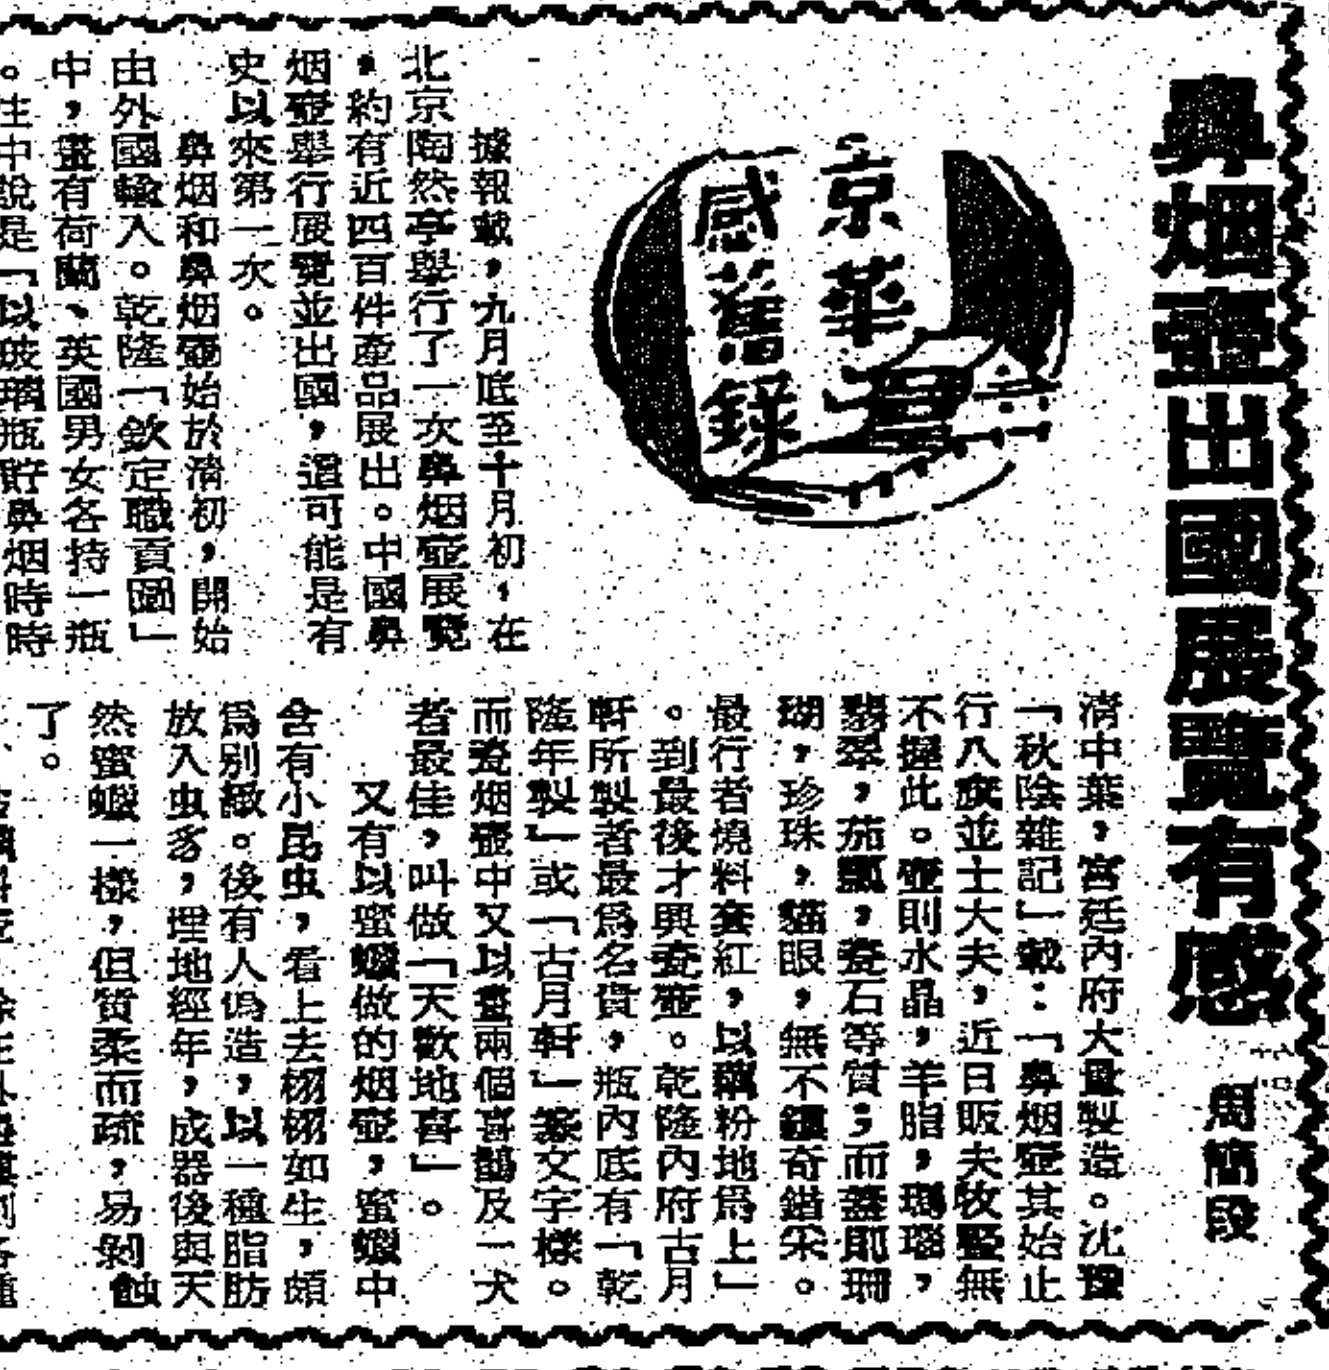 鼻烟壺出國展覽有感
周簡段
京華感舊錄
據報載，九月底至十月初，在
北京陶然亭舉行了一次鼻烟壺展覽
，約有近四百件產品展出。中國鼻
烟壺舉行展覽並出國，這可能是有
史以來第一次。
鼻烟和鼻烟壺始於清初，開始
由外國輸入。乾隆「欽定職貢圖」
中，畫有荷蘭、英國男女各持一瓶
。注中說是「以玻璃瓶貯鼻烟時時
清中葉，宮廷內府大量製造。沈豫
「秋陰雜記」載：「鼻烟壺其始止
行八旗並士大夫，近日販夫牧豎無
不握此。壺則水晶，羊脂，瑪瑙，
翡翠，茄瓢，瓷石等質；而蓋則珊
瑚，珍珠，貓眼，無不鑲奇錯采。
最行者燒料套紅，以藕粉地爲上」
。到最後才興瓷壺。乾隆內府古月
軒所製者最爲名貴，瓶內底有「乾
隆年製」或「古月軒」篆文字樣。
而瓷烟壺中又以畫兩個喜鵲及一犬
者最佳，叫做「天歡地喜」。
又有以蜜蠟做的烟壺，蜜蠟中
含有小昆虫，看上去栩栩如生，頗
爲別緻。後有人僞造，以一種脂肪
放入虫豸，埋地經年，成器後與天
然蜜蠟一樣，但質柔而疏，易剝蝕
了。